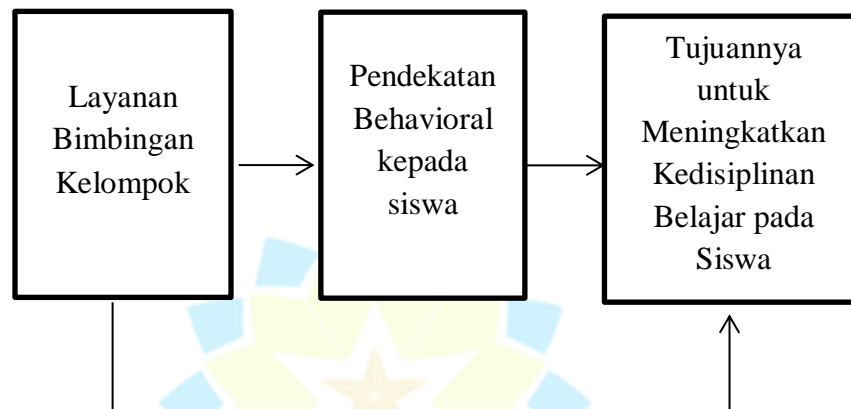 Layanan
Bimbingan
Kelompok
Pendekatan
Behavioral
kepada
siswa
Tujuannya
untuk
Meningkatkan
Kedisiplinan
Belajar pada
Siswa